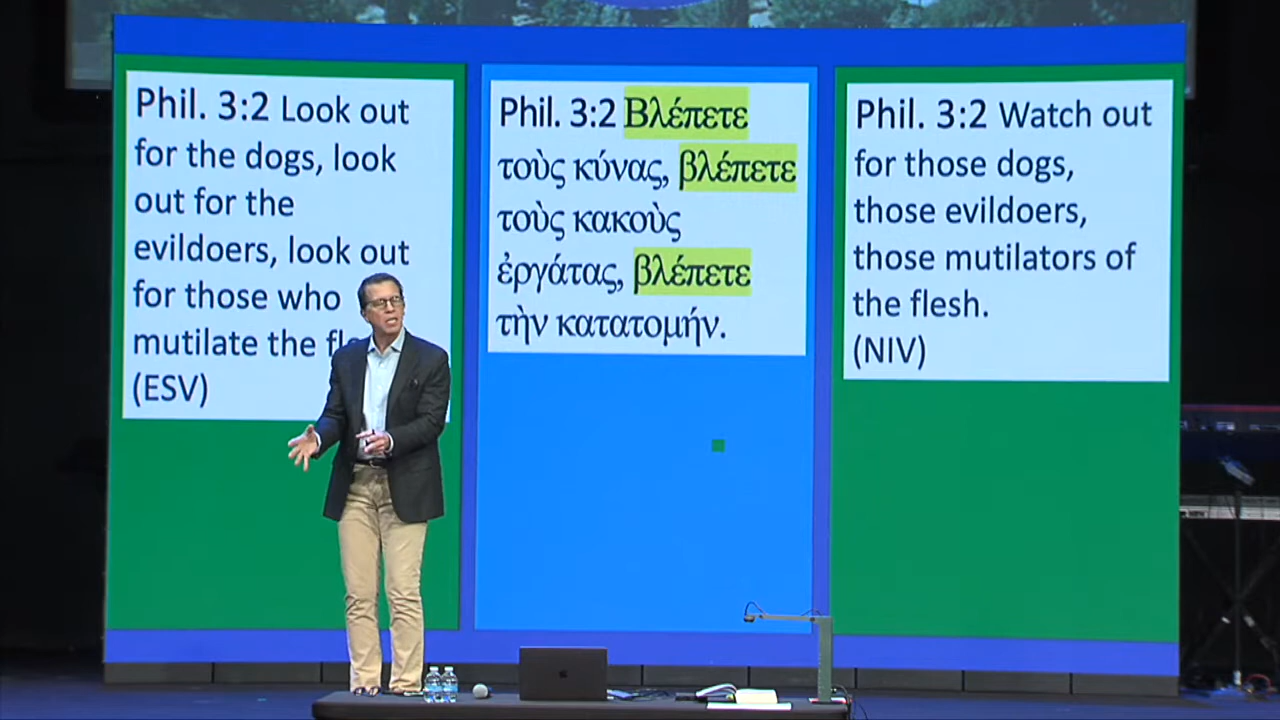 Phil. 3:2 Look out
for the dogs, look
out for the
evildoers, look out
for those who
mutilate the
(ESV)
Phil. 3:2 Βλέπετε
τοὺς κύνας, βλέπετε
τοὺς κακοὺς
ἐργάτας, βλέπετε
τὴν κατατομήν.
Phil. 3:2 Watch out
for those dogs,
those evildoers,
those mutilators of
the flesh.
(NIV)